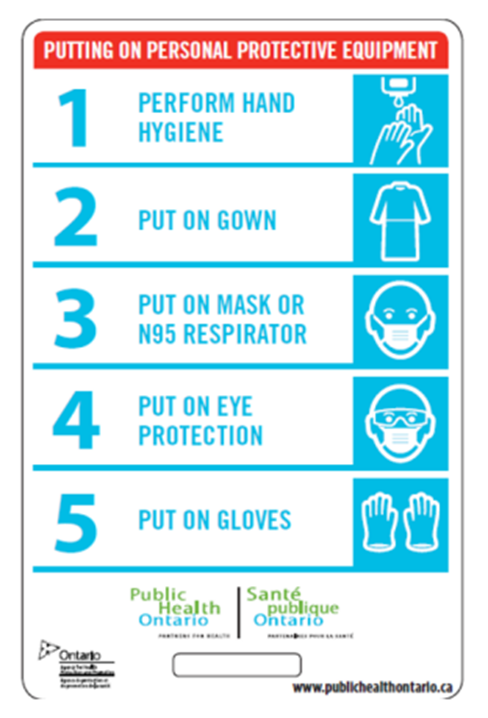 PUTTING ON PERSONAL PROTECTIVE EQUIPMENT
1
PERFORM HAND
HYGIENE
2
PUT ON GOWN
3
PUT ON MASK OR
N95 RESPIRATOR
4
PUT ON EYE
PROTECTION
5
PUT ON GLOVES
Public
Health
Ontario
PARTNERS FOR HEALTH
Santé
publique
Ontario
PARTENAIRES POUR LA SANTÉ
Ontario
www.publichealthontario.ca